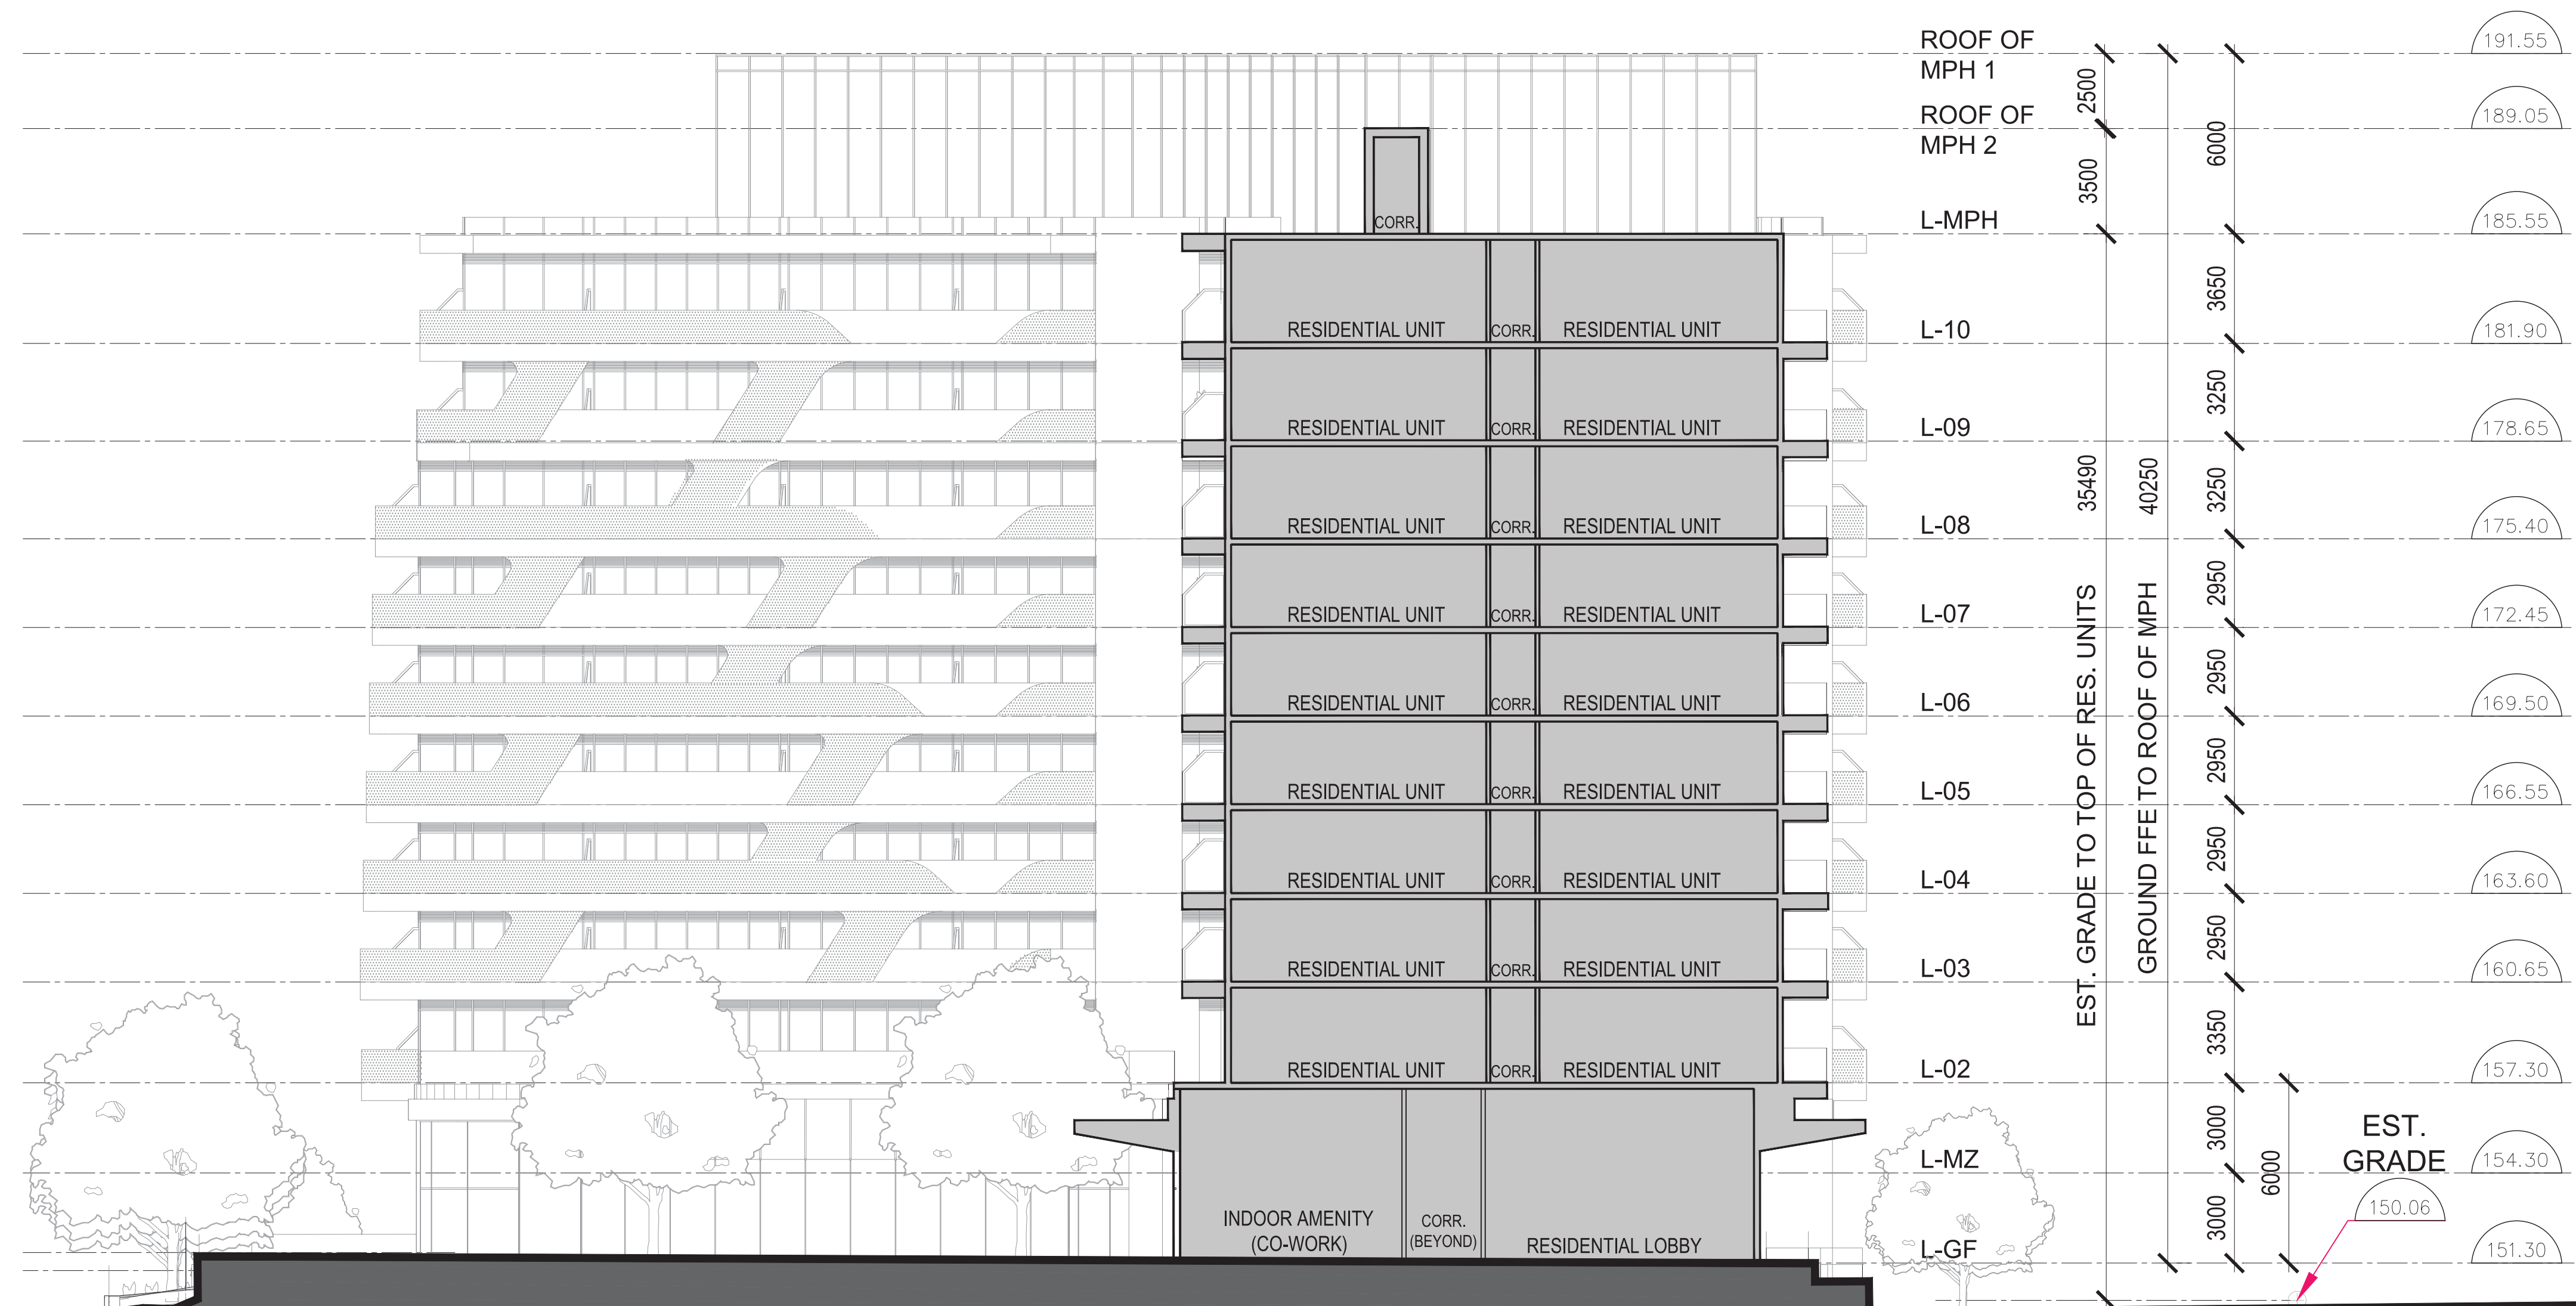 ROOF OF
MPH 1
191.55
2500
ROOF OF
MPH 2
189.05
6000
3500
CORR.
L-MPH
185.55
3650
RESIDENTIAL UNIT CORR. RESIDENTIAL UNIT
L-10
181.90
3250
RESIDENTIAL UNIT CORR. RESIDENTIAL UNIT
L-09
178.65
35490
40250
3250
RESIDENTIAL UNIT CORR. RESIDENTIAL UNIT
L-08
175.40
2950
RESIDENTIAL UNIT CORR. RESIDENTIAL UNIT
L-07
172.45
EST. GRADE TO TOP OF RES. UNITS
GROUND FFE TO ROOF OF MPH
2950
RESIDENTIAL UNIT CORR. RESIDENTIAL UNIT
L-06
169.50
2950
RESIDENTIAL UNIT CORR. RESIDENTIAL UNIT
L-05
166.55
2950
RESIDENTIAL UNIT CORR. RESIDENTIAL UNIT
L-04
163.60
2950
RESIDENTIAL UNIT CORR. RESIDENTIAL UNIT
L-03
160.65
3350
RESIDENTIAL UNIT CORR. RESIDENTIAL UNIT
L-02
157.30
3000
EST.
GRADE
L-MZ
154.30
6000
150.06
3000
INDOOR AMENITY
(CO-WORK)
CORR.
(BEYOND)
RESIDENTIAL LOBBY
L-GF
151.30